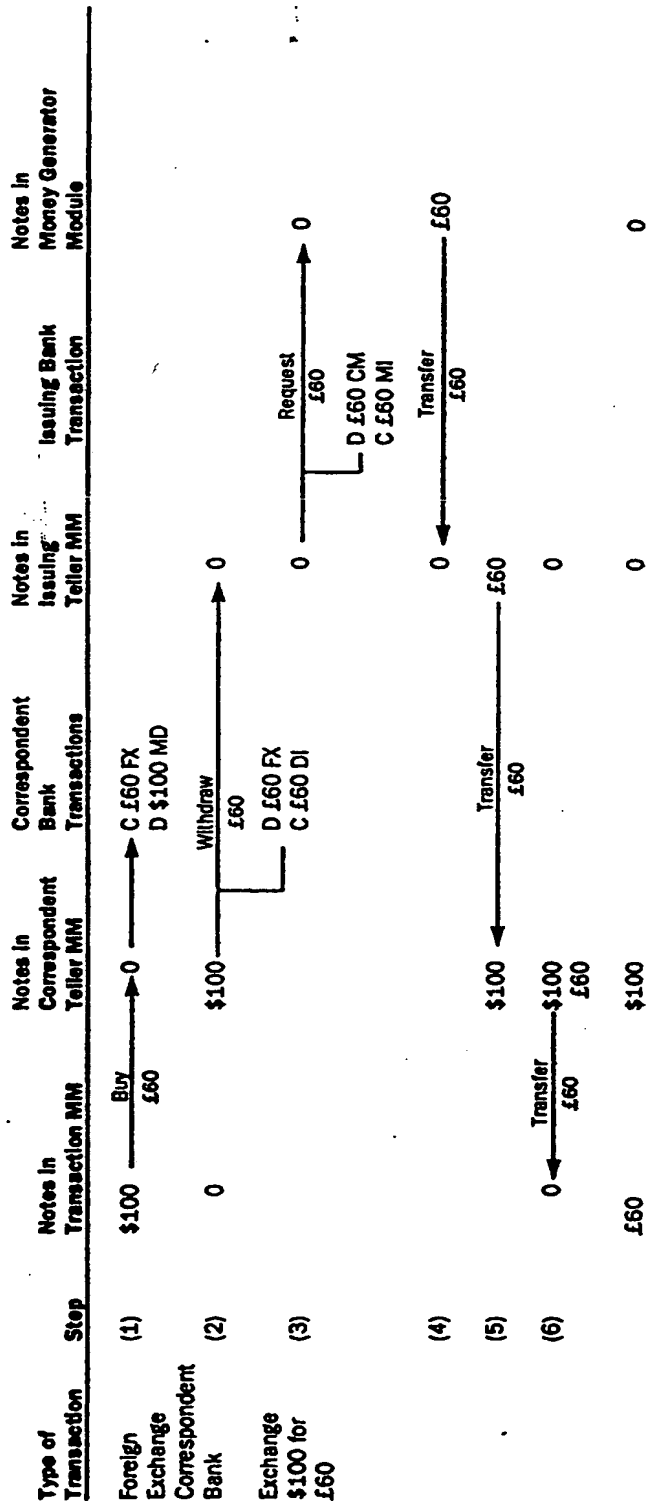 Type of Transaction
Step
Notes in Transaction MM
Notes in Correspondent Teller MM
Correspondent Bank Transactions
Notes in Issuing Teller MM
Issuing Bank Transaction
Notes in Money Generator Module
Foreign Exchange Correspondent Bank
Exchange $100 for £60
(1)
$100
Buy
£60
0
C £60 FX
D $100 MD
(2)
0
$100
Withdraw
£60
D £60 FX
C £60 DI
0
(3)
0
Request
£60
D £60 CM
C £60 MI
0
(4)
0
Transfer
£60
£60
(5)
$100
Transfer
£60
£60
(6)
0
Transfer
£60
$100
£60
0
£60
$100
0
0